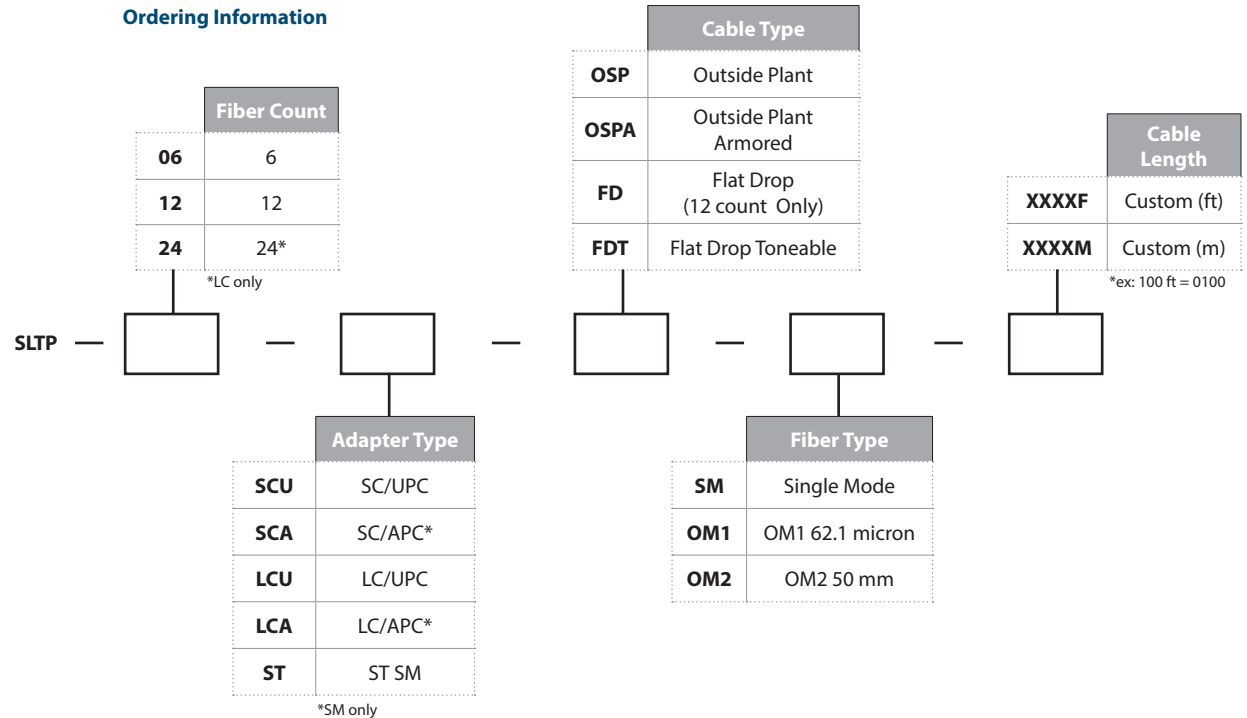 Ordering Information
Fiber Count
06 6
12 12
24 24*
*LC only
Cable Type
OSP Outside Plant
OSPA Outside Plant
Armored
FD Flat Drop
(12 count Only)
FDT Flat Drop Toneable
Cable
Length
XXXXF Custom (ft)
XXXXM Custom (m)
*ex: 100 ft = 0100
SLTP — — — — —
Adapter Type
SCU SC/UPC
SCA SC/APC*
LCU LC/UPC
LCA LC/APC*
ST ST SM
*SM only
Fiber Type
SM Single Mode
OM1 OM1 62.1 micron
OM2 OM2 50 mm